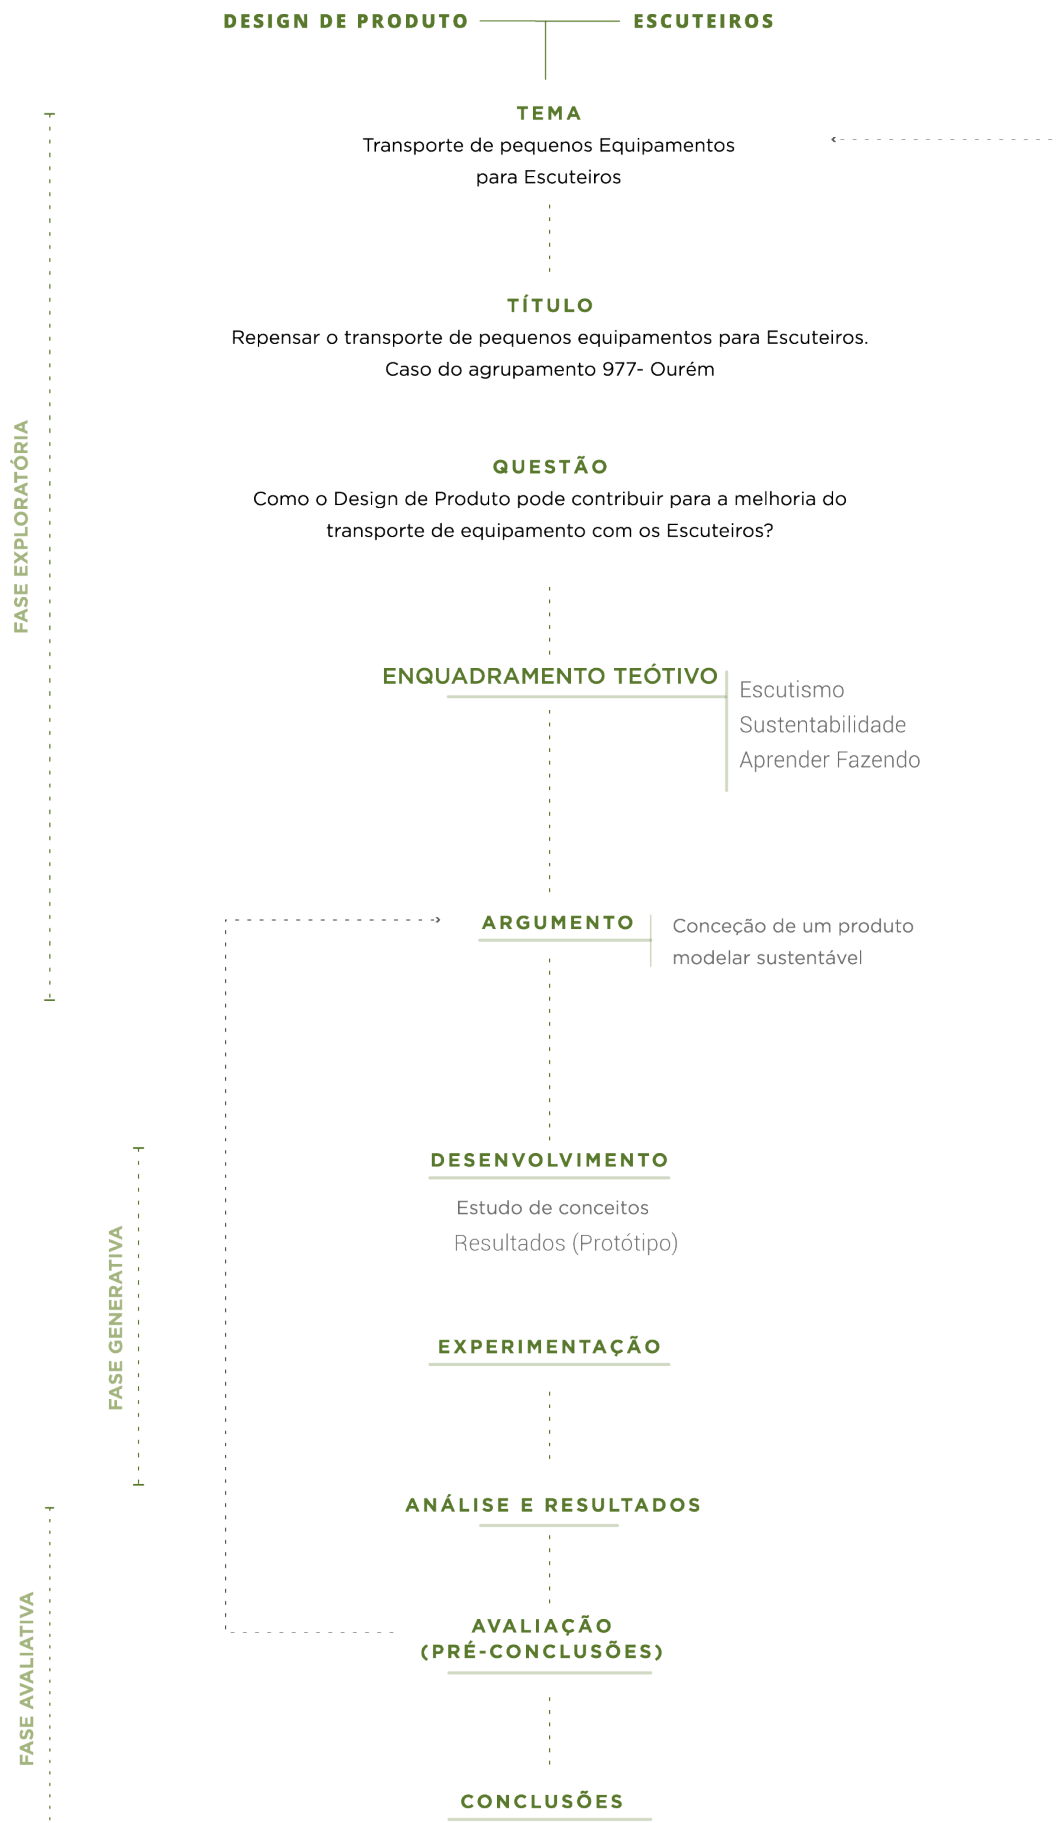 DESIGN DE PRODUTO
ESCUTEIROS
TEMA
Transporte de pequenos Equipamentos
para Escuteiros
TÍTULO
Repensar o transporte de pequenos equipamentos para Escuteiros.
Caso do agrupamento 977- Ourém
QUESTÃO
Como o Design de Produto pode contribuir para a melhoria do
transporte de equipamento com os Escuteiros?
FASE EXPLORATÓRIA
ENQUADRAMENTO TEÓTIVO
Escutismo
Sustentabilidade
Aprender Fazendo
ARGUMENTO
Conceção de um produto
modelar sustentável
DESENVOLVIMENTO
Estudo de conceitos
Resultados (Protótipo)
FASE GENERATIVA
EXPERIMENTAÇÃO
ANÁLISE E RESULTADOS
AVALIAÇÃO
(PRÉ-CONCLUSÕES)
FASE AVALIATIVA
CONCLUSÕES